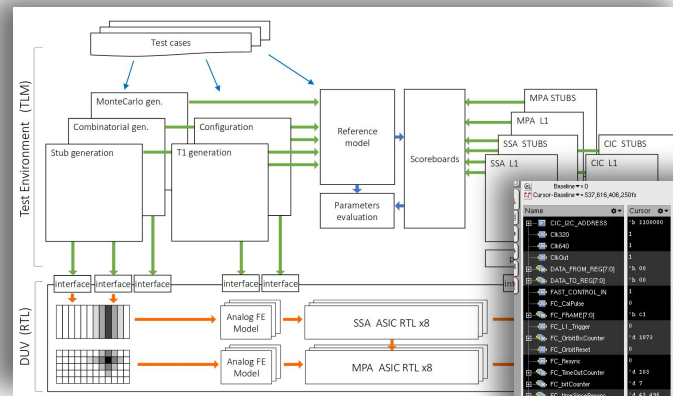 Test cases
Test Environment (TLM)
MonteCarlo gen.
Combinatorial gen.
Configuration
Stub generation
T1 generation
Reference
model
Scoreboards
Parameters
evaluation
MPA STUBS
MPA L1
SSA STUBS
SSA L1
CIC STUBS
CIC L1
interface
interface
interface
interface
interface
DUV (RTL)
Analog FE
Model
SSA ASIC RTL x8
Analog FE
Model
MPA ASIC RTL x8
Baseline = 0
Cursor-Baseline = 537,616,406,250fs
Name Cursor
CIC_I2C_ADDRESS 'b 1100000
Clk320 1
Clk640 1
ClkOut 1
DATA_FROM_REG[7:0] 'h 00
DATA_TO_REG[7:0] 'h 00
FAST_CONTROL_IN 1
FC_CalPulse 0
FC_FRAME[7:0] 'h c1
FC_L1_Trigger 0
FC_OrbitBxCounter 'd 1073
FC_OrbitReset 0
FC_Resync 0
FC_TimeOutCounter 'd 103
FC_bitCounter 'd 7